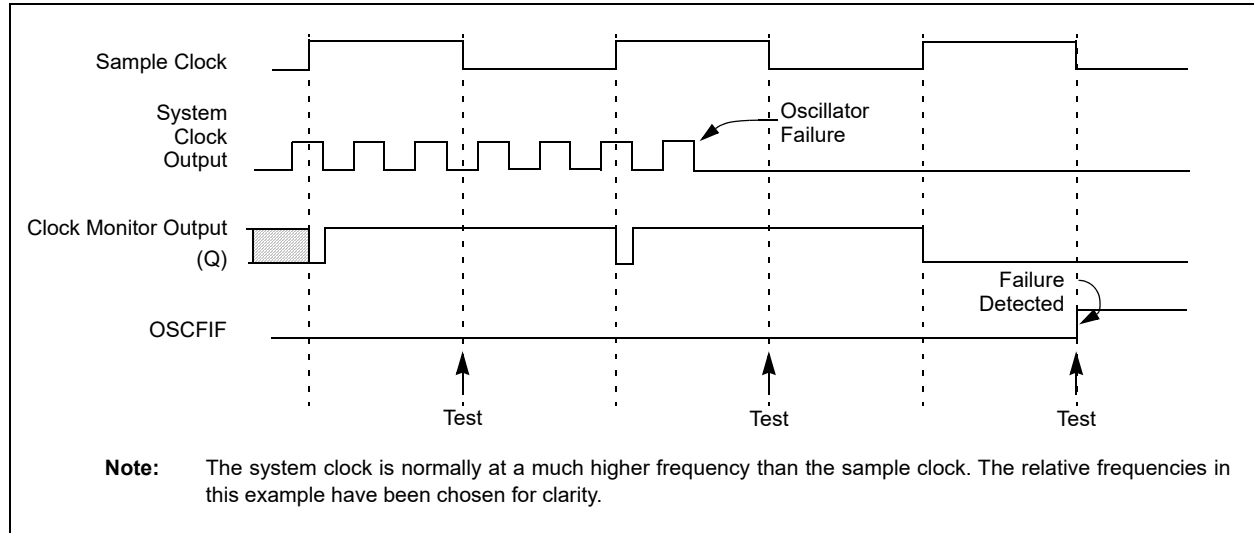 Sample Clock
System
Clock
Output
Oscillator
Failure
Clock Monitor Output
(Q)
Failure
Detected
OSCFIF
Test
Test
Test
Note: The system clock is normally at a much higher frequency than the sample clock. The relative frequencies in
this example have been chosen for clarity.